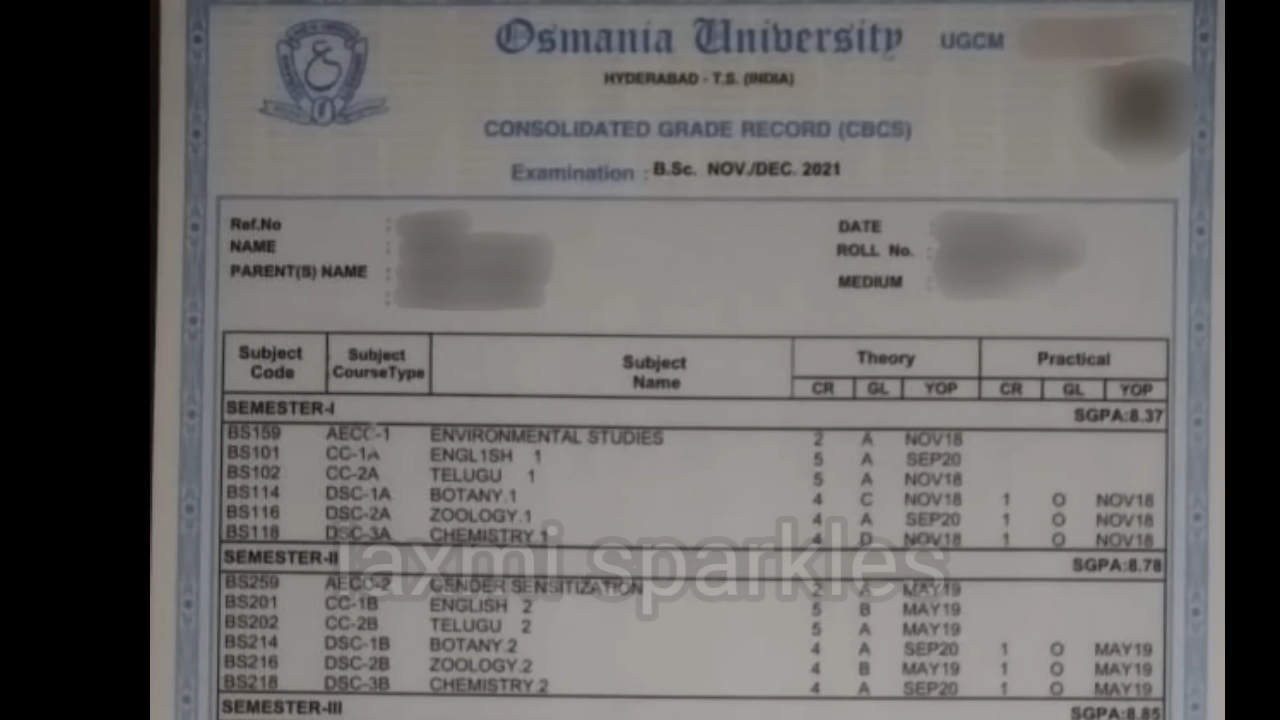 Osmania University UGCM
HYDERABAD - T.S. (INDIA)
CONSOLIDATED GRADE RECORD (CBCS)
Examination : B.Sc. NOV./DEC. 2021
Ref.No : DATE
NAME : ROLL No. :
PARENT(S) NAME : MEDIUM :
:
Subject Code Subject CourseType Subject Name Theory Practical
CR GL YOP CR GL YOP
SEMESTER-I SGPA:8.37
BS159 AECC-1 ENVIRONMENTAL STUDIES 2 A NOV18
BS101 CC-1A ENGL1SH 1 5 A SEP20
BS102 CC-2A TELUGU 1 5 A NOV18
BS114 DSC-1A BOTANY.1 4 C NOV18 1 O NOV18
BS116 DSC-2A ZOOLOGY.1 4 A SEP20 1 O NOV18
BS118 DSC-3A CHEMISTRY.1 4 D NOV18 1 O NOV18
laxmi sparkles
SEMESTER-II SGPA:8.78
BS259 AECC-2 GENDER SENSITIZATION 2 A MAY19
BS201 CC-1B ENGLISH 2 5 B MAY19
BS202 CC-2B TELUGU 2 5 A MAY19
BS214 DSC-1B BOTANY.2 4 A SEP20 1 O MAY19
BS216 DSC-2B ZOOLOGY.2 4 B MAY19 1 O MAY19
BS218 DSC-3B CHEMISTRY.2 4 A SEP20 1 O MAY19
SEMESTER-III SGPA:8.85